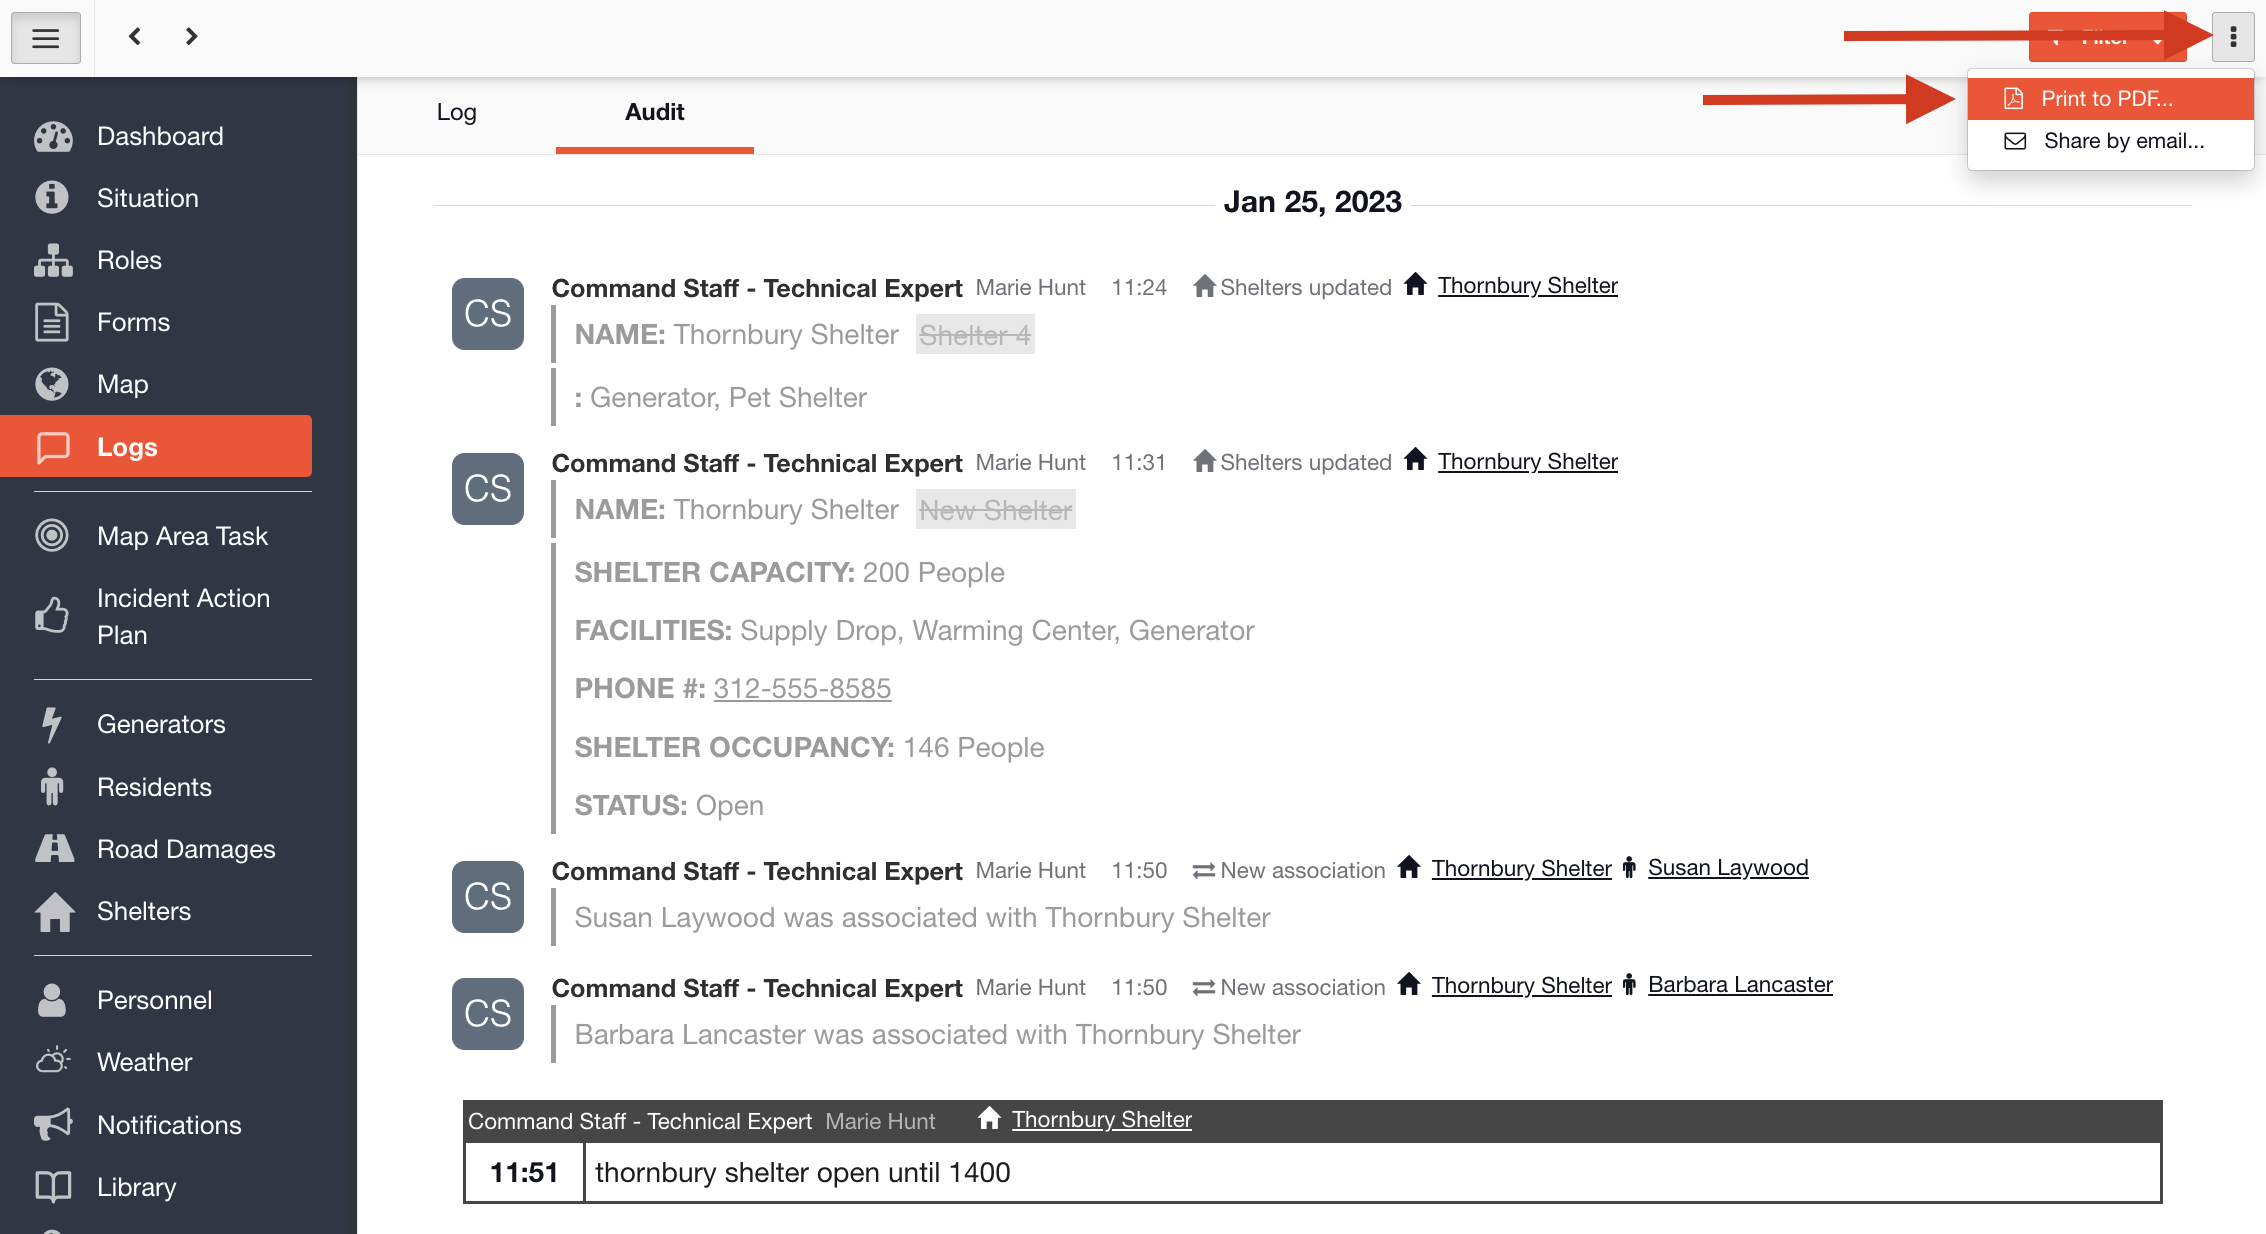 Filter
Print to PDF...
Share by email...
Dashboard
Situation
Roles
Forms
Map
Logs
Map Area Task
Incident Action
Plan
Generators
Residents
Road Damages
Shelters
Personnel
Weather
Notifications
Library
Log
Audit
Jan 25, 2023
CS
Command Staff - Technical Expert Marie Hunt 11:24 Shelters updated Thornbury Shelter
NAME: Thornbury Shelter Shelter 4
: Generator, Pet Shelter
CS
Command Staff - Technical Expert Marie Hunt 11:31 Shelters updated Thornbury Shelter
NAME: Thornbury Shelter New Shelter
SHELTER CAPACITY: 200 People
FACILITIES: Supply Drop, Warming Center, Generator
PHONE #: 312-555-8585
SHELTER OCCUPANCY: 146 People
STATUS: Open
CS
Command Staff - Technical Expert Marie Hunt 11:50 New association Thornbury Shelter Susan Laywood
Susan Laywood was associated with Thornbury Shelter
CS
Command Staff - Technical Expert Marie Hunt 11:50 New association Thornbury Shelter Barbara Lancaster
Barbara Lancaster was associated with Thornbury Shelter
Command Staff - Technical Expert Marie Hunt Thornbury Shelter
11:51 thornbury shelter open until 1400